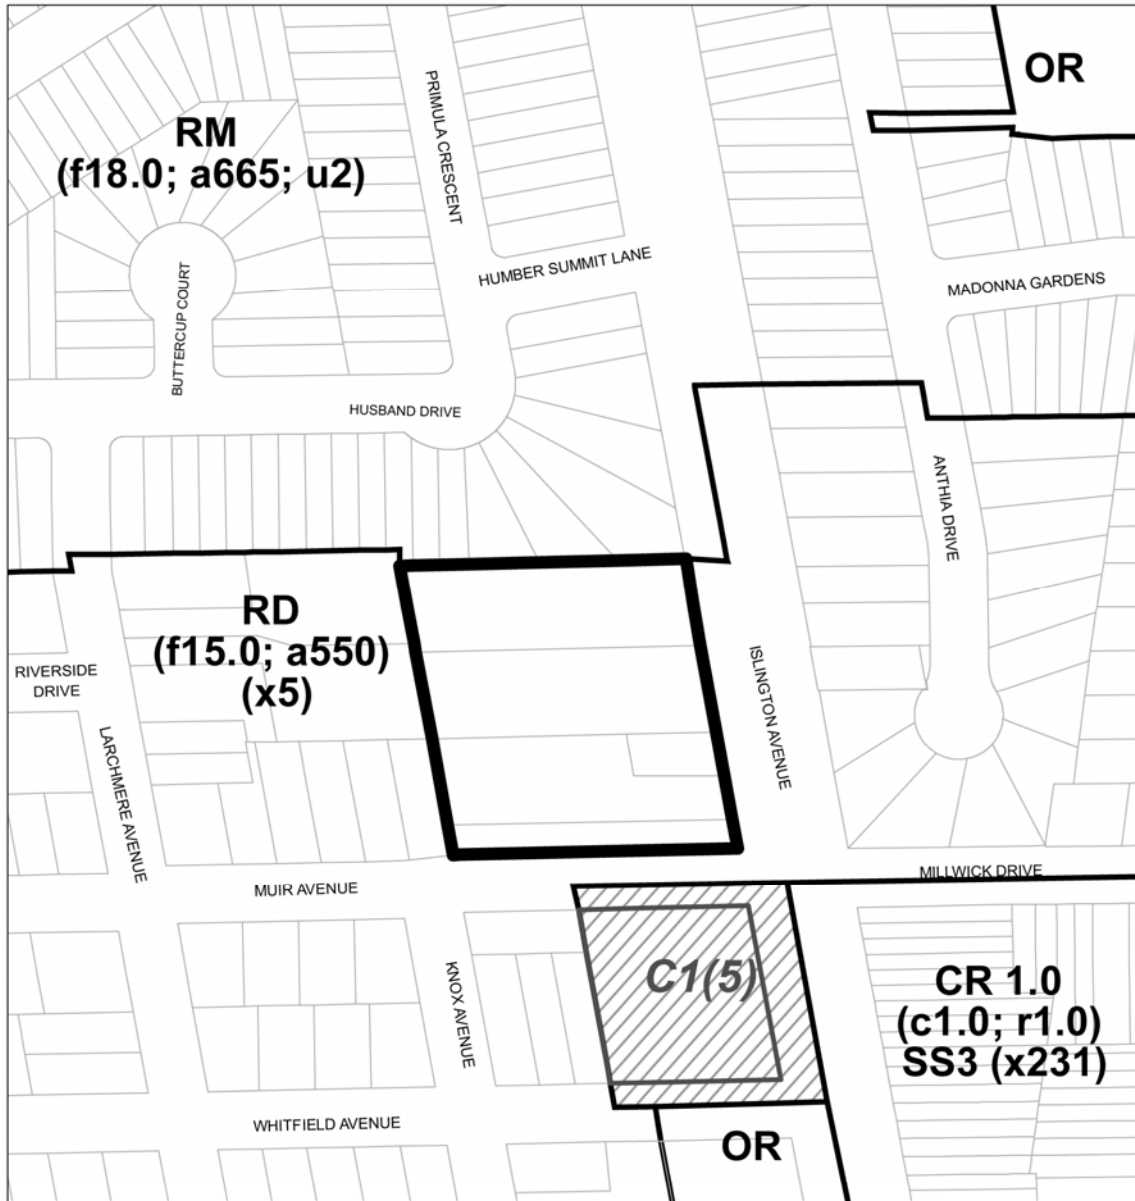 OR
PRIMULA CRESCENT
RM
(f18.0; a665; u2)
HUMBER SUMMIT LANE
MADONNA GARDENS
BUTTERCUP COURT
HUSBAND DRIVE
ANTHIA DRIVE
RD
(f15.0; a550)
(x5)
RIVERSIDE
DRIVE
ISLINGTON AVENUE
LARCHMERE AVENUE
MILLWICK DRIVE
MUIR AVENUE
C1(5)
KNOX AVENUE
CR 1.0
(c1.0; r1.0)
SS3 (x231)
WHITFIELD AVENUE
OR